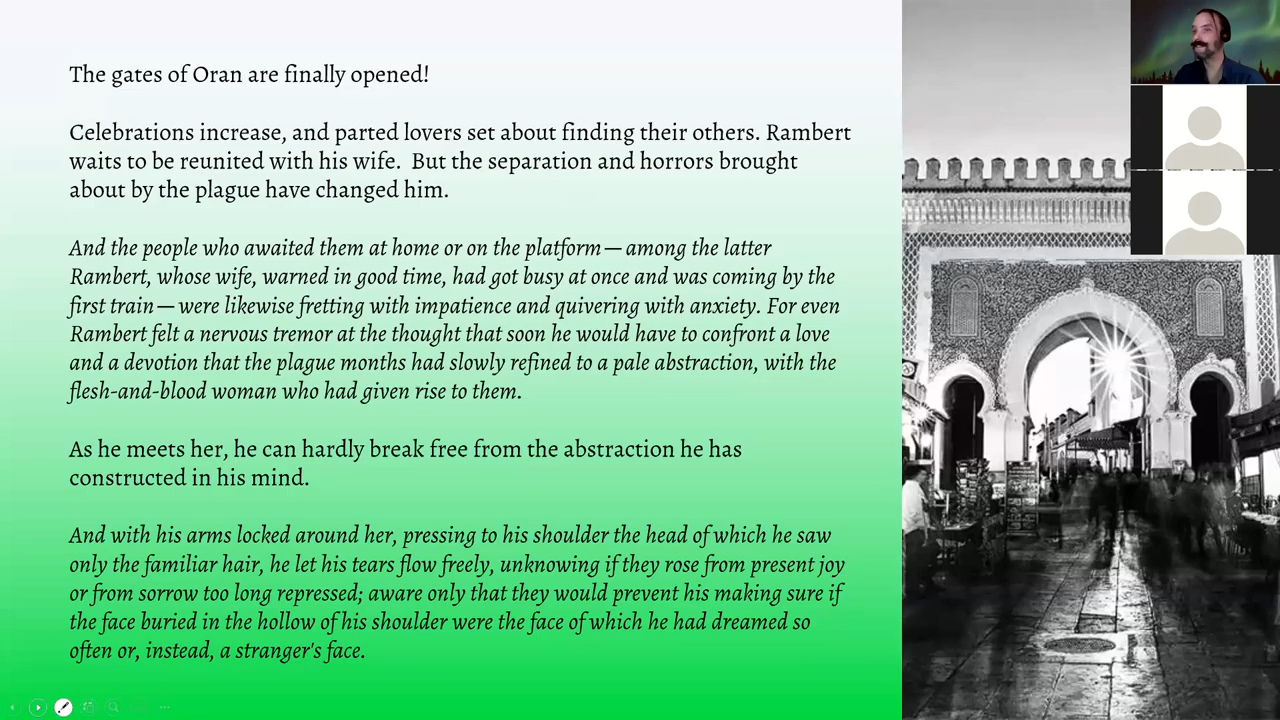 The gates of Oran are finally opened!
Celebrations increase, and parted lovers set about finding their others. Rambert
waits to be reunited with his wife.  But the separation and horrors brought
about by the plague have changed him.
And the people who awaited them at home or on the platform—among the latter
Rambert, whose wife, warned in good time, had got busy at once and was coming by the
first train—were likewise fretting with impatience and quivering with anxiety. For even
Rambert felt a nervous tremor at the thought that soon he would have to confront a love
and a devotion that the plague months had slowly refined to a pale abstraction, with the
flesh-and-blood woman who had given rise to them.
As he meets her, he can hardly break free from the abstraction he has
constructed in his mind.
And with his arms locked around her, pressing to his shoulder the head of which he saw
only the familiar hair, he let his tears flow freely, unknowing if they rose from present joy
or from sorrow too long repressed; aware only that they would prevent his making sure if
the face buried in the hollow of his shoulder were the face of which he had dreamed so
often or, instead, a stranger's face.